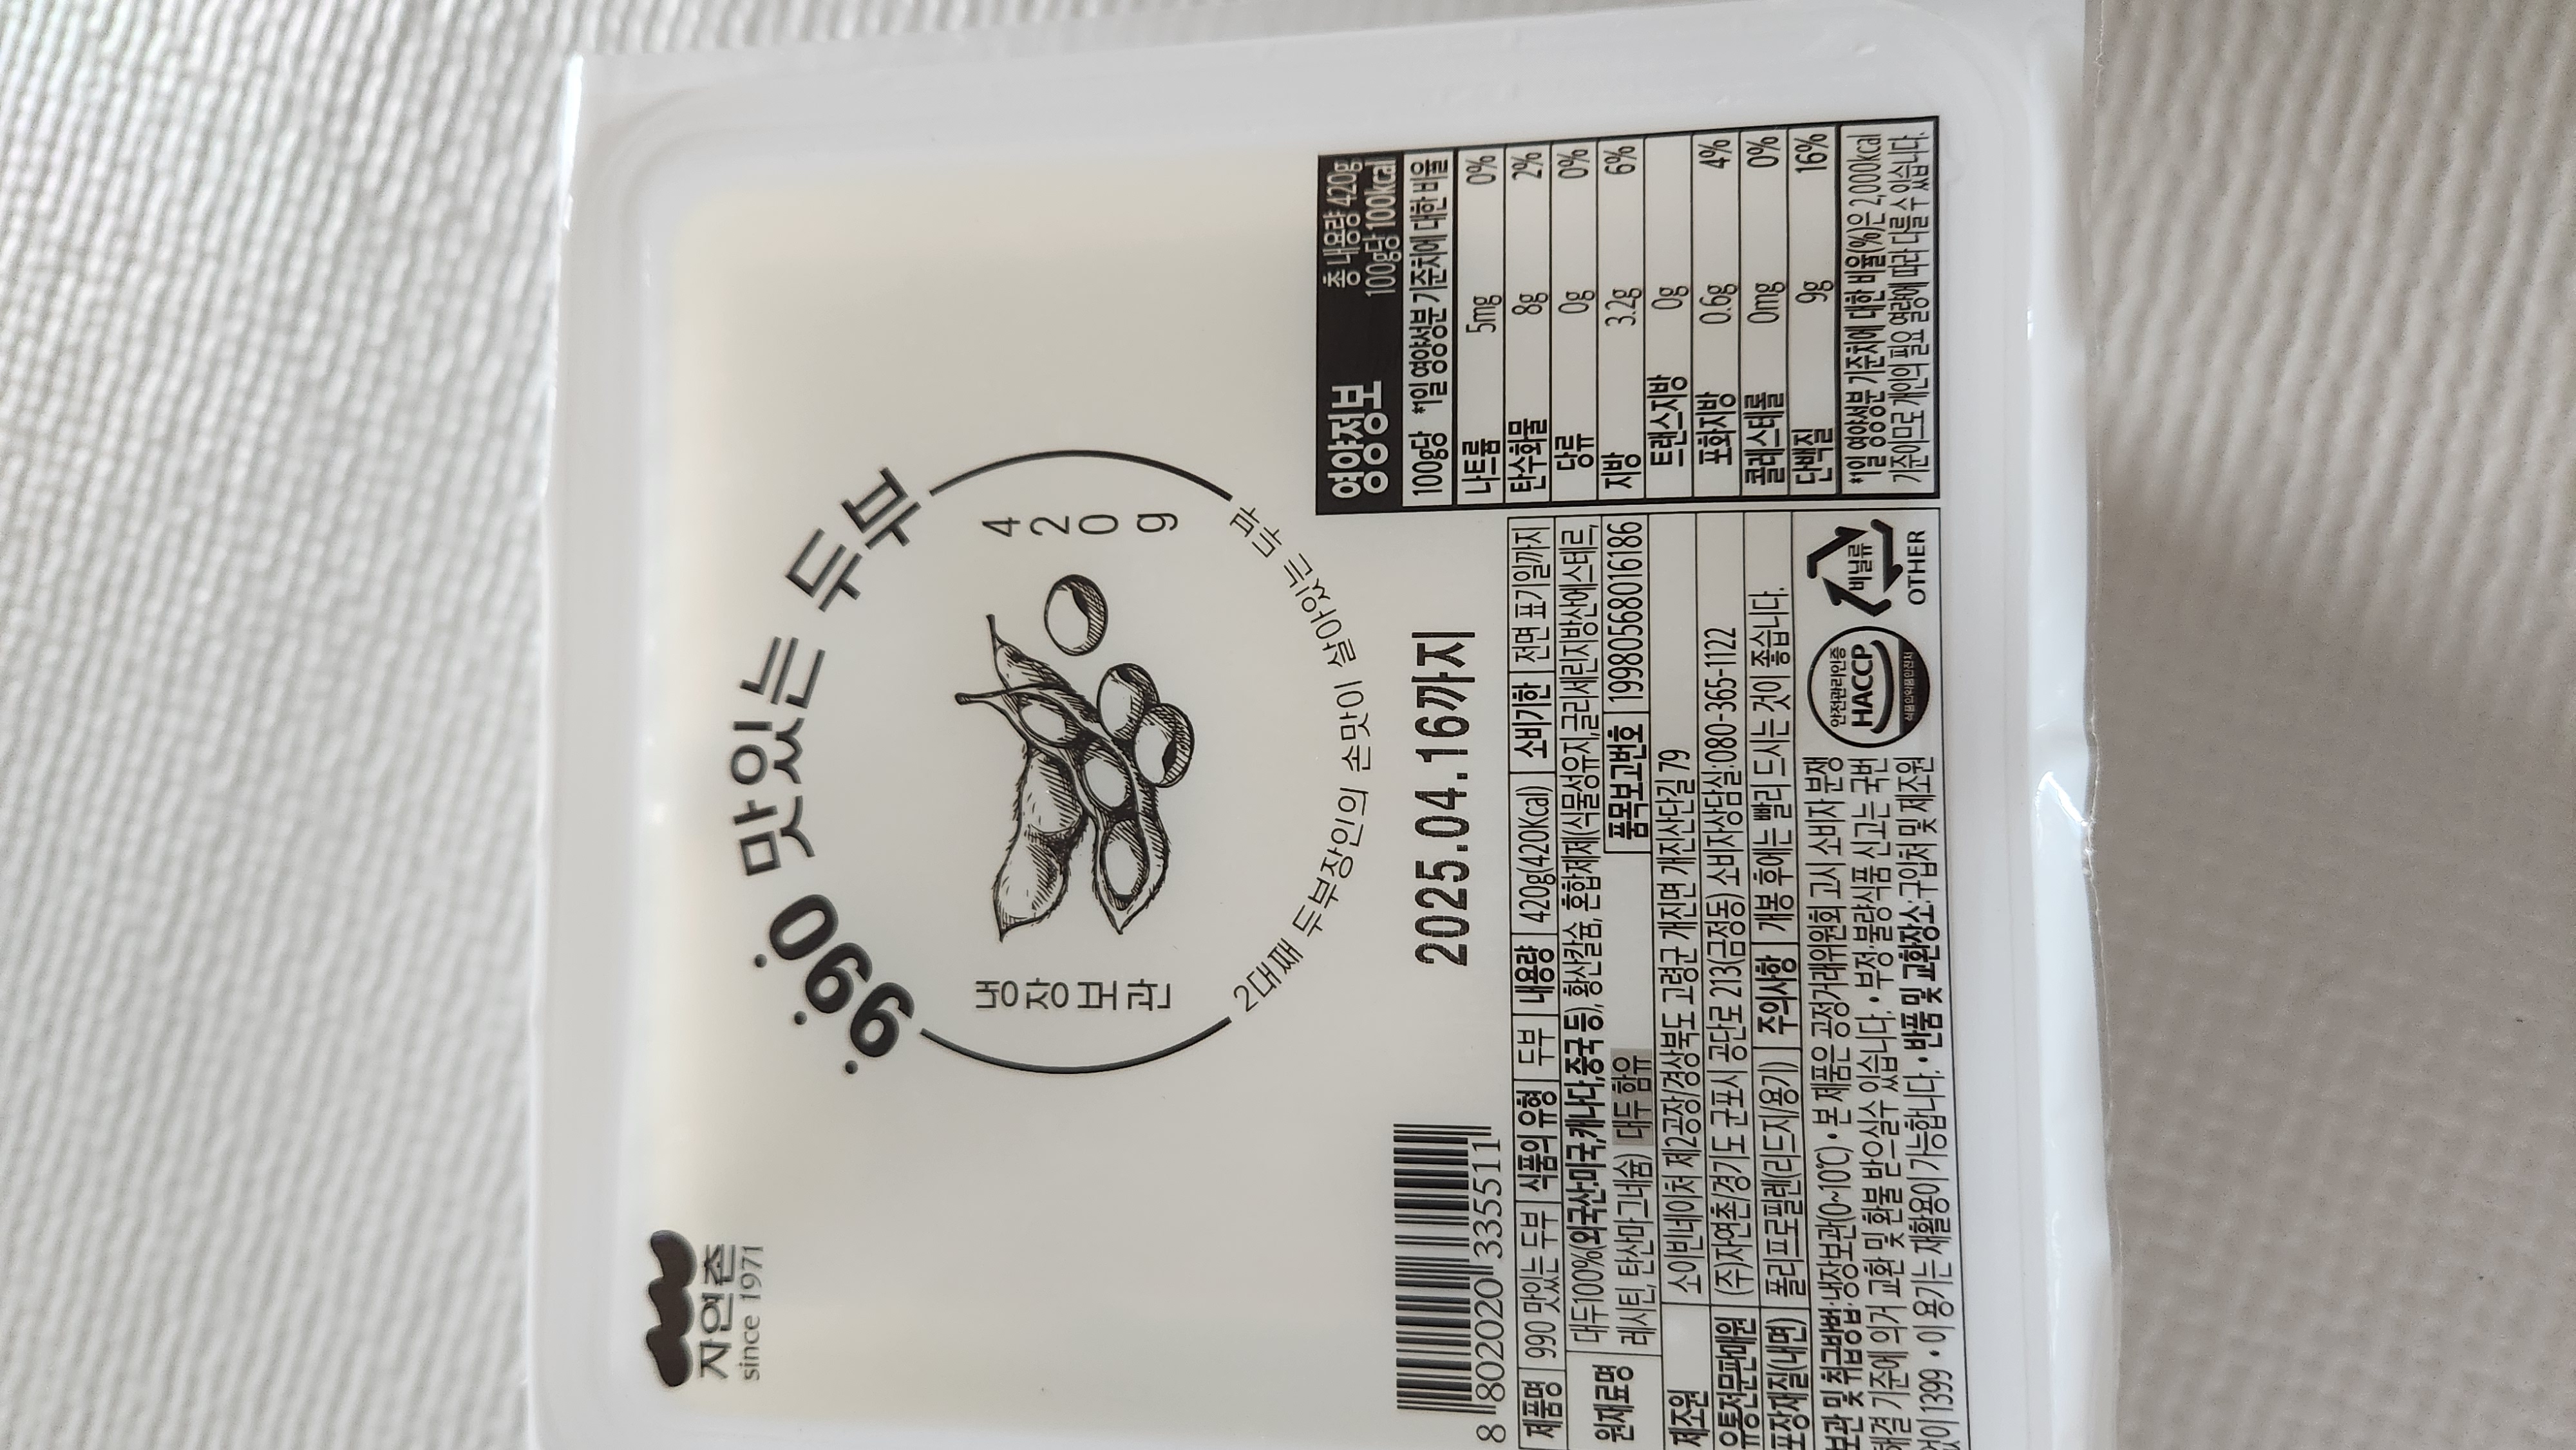 자연촌
since 1971
990 맛있는 두부
냉장보관
420g
2대째 두부장인의 손맛이 살아있는 두부
2025.04.16까지
8 802020 335511
영양정보
총 내용량 420g
100g당 100kcal
100g당 *1일 영양성분 기준치에 대한 비율
나트륨 5mg 0%
탄수화물 8g 2%
당류 0g 0%
지방 3.2g 6%
트랜스지방 0g
포화지방 0.6g 4%
콜레스테롤 0mg 0%
단백질 9g 16%
*1일 영양성분 기준치에 대한 비율(%)은 2,000kcal
기준이므로 개인의 필요 열량에 따라 다를 수 있습니다.
제품명 990 맛있는 두부 식품의 유형 두부 내용량 420g(420Kcal) 소비기한 전면 표기일까지
원재료명 대두100%(외국산:미국,캐나다,중국 등), 황산칼슘, 혼합제제(식물성유지,글리세린지방산에스테르,
레시틴, 탄산마그네슘) 대두 함유 품목보고번호 19980568016186
제조원 소이빈네이처 제2공장/경상북도 고령군 개진면 개진산단길 79
유통전문판매원 (주)자연촌/경기도 군포시 공단로 213(금정동) 소비자상담실:080-365-1122
포장재질(내면) 폴리프로필렌(리드지/용기) 주의사항 개봉 후에는 빨리 드시는 것이 좋습니다.
보관 및 취급방법:냉장보관(0~10℃) • 본 제품은 공정거래위원회 고시 소비자 분쟁
해결 기준에 의거 교환 및 환불 받으실수 있습니다. • 부정·불량식품 신고는 국번
없이 1399 • 이 용기는 재활용이 가능합니다. • 반품 및 교환장소:구입처 및 제조원
안전관리인증
HACCP
식품의약품안전처
비닐류
OTHER